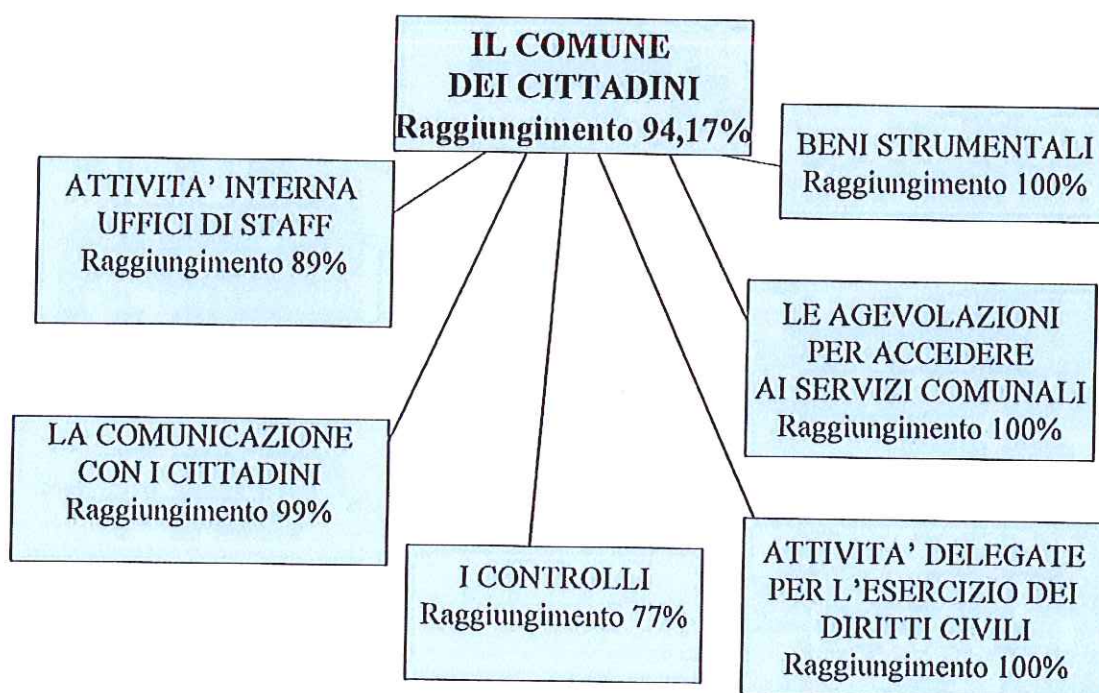 IL COMUNE
DEI CITTADINI
Raggiungimento 94,17%
BENI STRUMENTALI
Raggiungimento 100%
ATTIVITA' INTERNA
UFFICI DI STAFF
Raggiungimento 89%
LE AGEVOLAZIONI
PER ACCEDERE
AI SERVIZI COMUNALI
Raggiungimento 100%
LA COMUNICAZIONE
CON I CITTADINI
Raggiungimento 99%
I CONTROLLI
Raggiungimento 77%
ATTIVITA' DELEGATE
PER L'ESERCIZIO DEI
DIRITTI CIVILI
Raggiungimento 100%